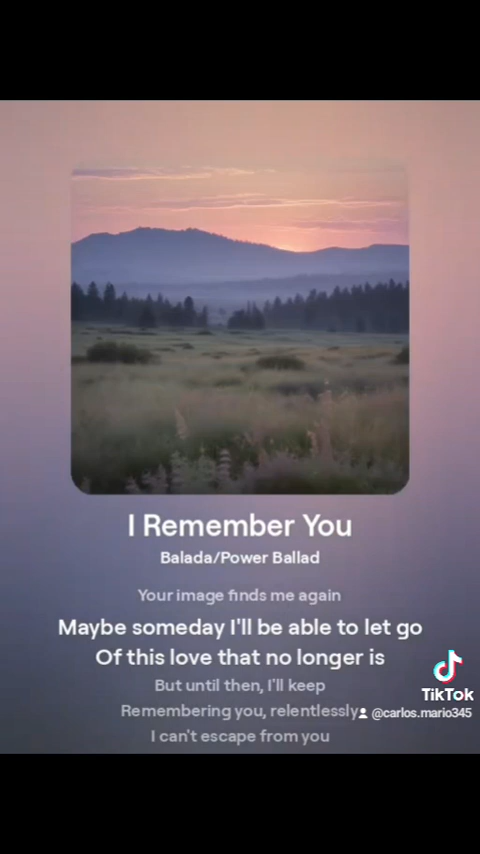 I Remember You
Balada/Power Ballad
Your image finds me again
Maybe someday I'll be able to let go
Of this love that no longer is
But until then, I'll keep
Remembering you, relentlessly
I can't escape from you
TikTok
@carlos.mario345